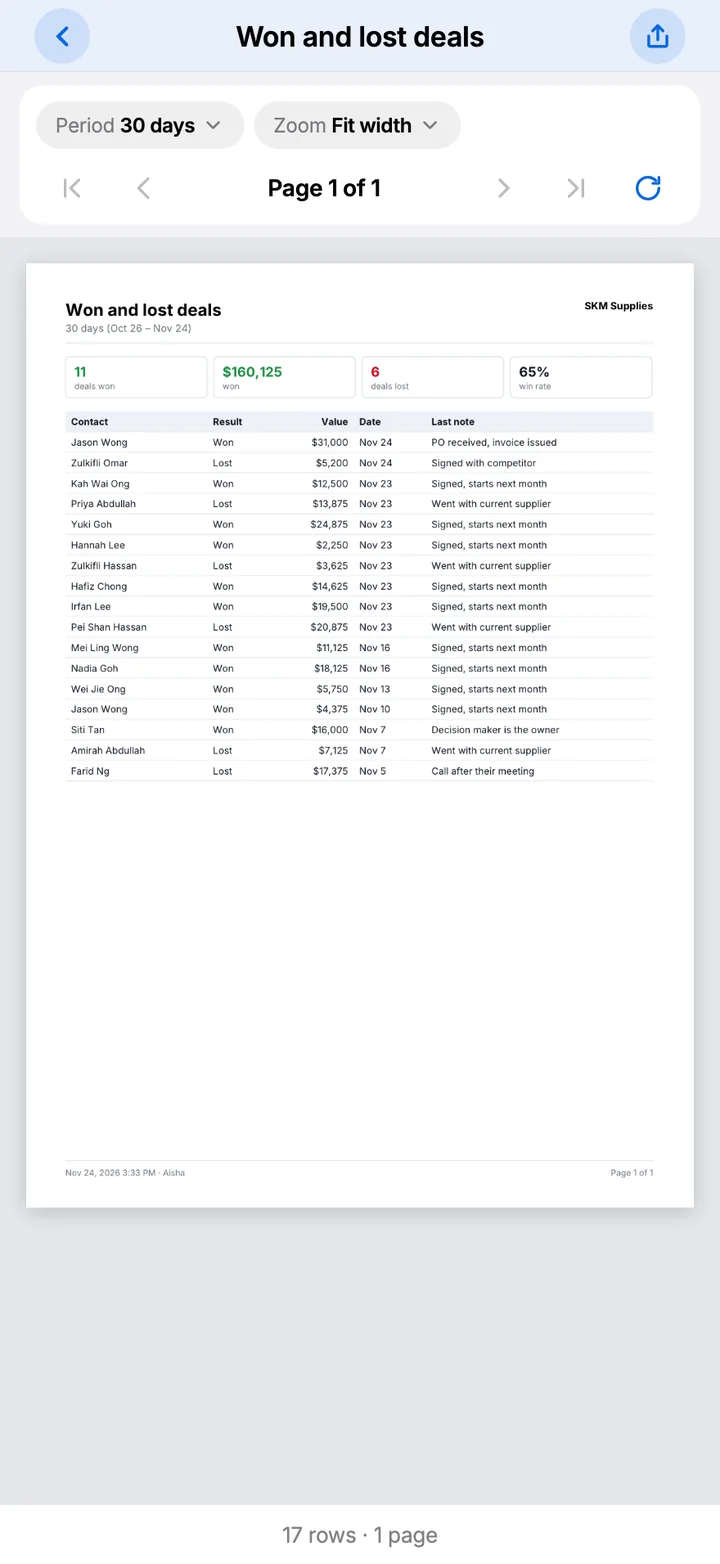 Won and lost deals
Period 30 days Zoom Fit width
Page 1 of 1
Won and lost deals SKM Supplies
30 days (Oct 26 – Nov 24)
11 $160,125 6 65%
deals won won deals lost win rate
Contact Result Value Date Last note
Jason Wong Won $31,000 Nov 24 PO received, invoice issued
Zulkifli Omar Lost $5,200 Nov 24 Signed with competitor
Kah Wai Ong Won $12,500 Nov 23 Signed, starts next month
Priya Abdullah Lost $13,875 Nov 23 Went with current supplier
Yuki Goh Won $24,875 Nov 23 Signed, starts next month
Hannah Lee Won $2,250 Nov 23 Signed, starts next month
Zulkifli Hassan Lost $3,625 Nov 23 Went with current supplier
Hafiz Chong Won $14,625 Nov 23 Signed, starts next month
Irfan Lee Won $19,500 Nov 23 Signed, starts next month
Pei Shan Hassan Lost $20,875 Nov 23 Went with current supplier
Mei Ling Wong Won $11,125 Nov 16 Signed, starts next month
Nadia Goh Won $18,125 Nov 16 Signed, starts next month
Wei Jie Ong Won $5,750 Nov 13 Signed, starts next month
Jason Wong Won $4,375 Nov 10 Signed, starts next month
Siti Tan Won $16,000 Nov 7 Decision maker is the owner
Amirah Abdullah Lost $7,125 Nov 7 Went with current supplier
Farid Ng Lost $17,375 Nov 5 Call after their meeting
Nov 24, 2026 3:33 PM · Aisha Page 1 of 1
17 rows · 1 page